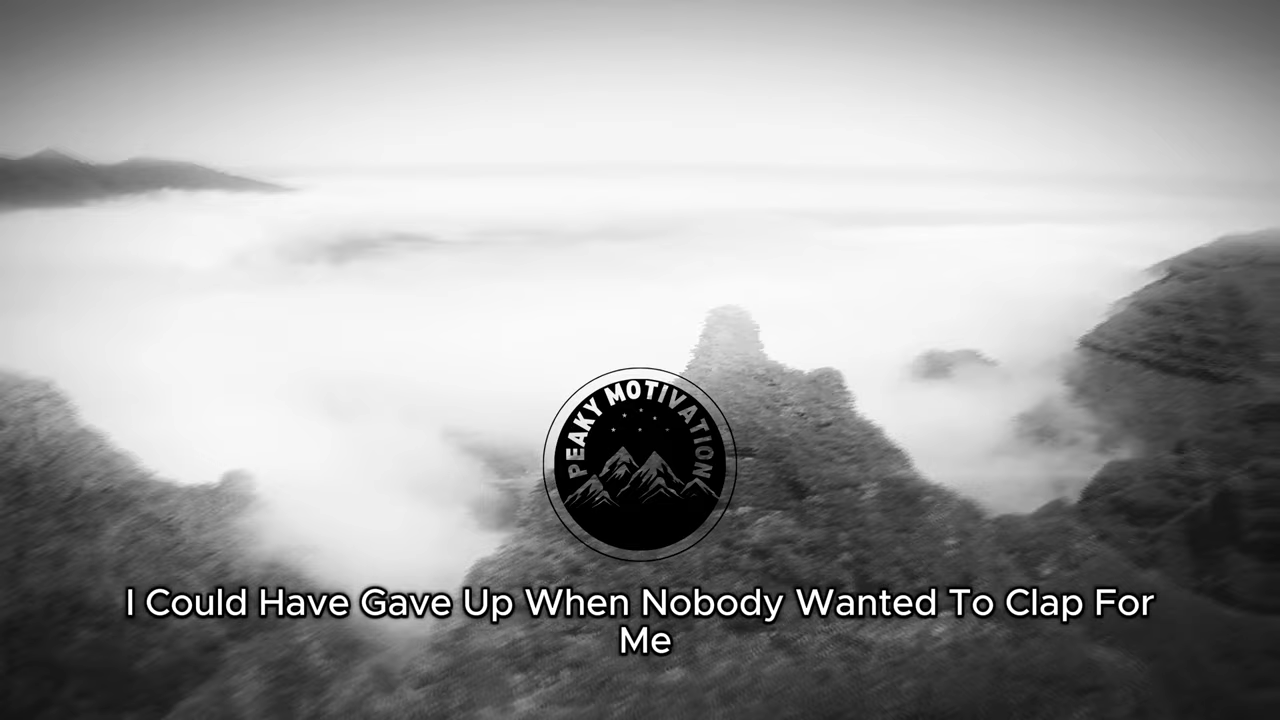 PEAKY MOTIVATION
I Could Have Gave Up When Nobody Wanted To Clap For
Me